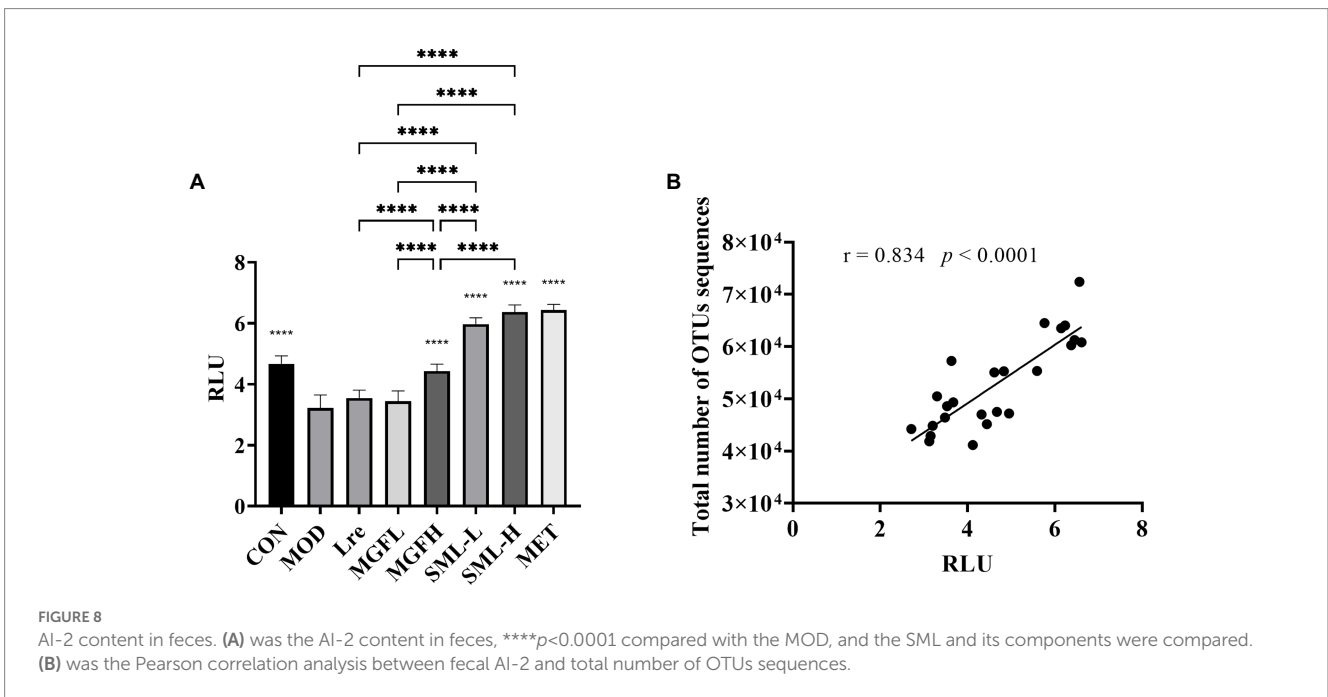 ****
****
****
****
A
B
**** ****
**** ****
8
6
4
2
0
RLU
****
****
****
****
****
CON
MOD
Lre
MGFL
MGFH
SML-L
SML-H
MET
Total number of OTUs sequences
8×10⁴
7×10⁴
6×10⁴
5×10⁴
4×10⁴
3×10⁴
r = 0.834 p < 0.0001
0 2 4 6 8
RLU
FIGURE 8
AI-2 content in feces. (A) was the AI-2 content in feces, ****p<0.0001 compared with the MOD, and the SML and its components were compared.
(B) was the Pearson correlation analysis between fecal AI-2 and total number of OTUs sequences.